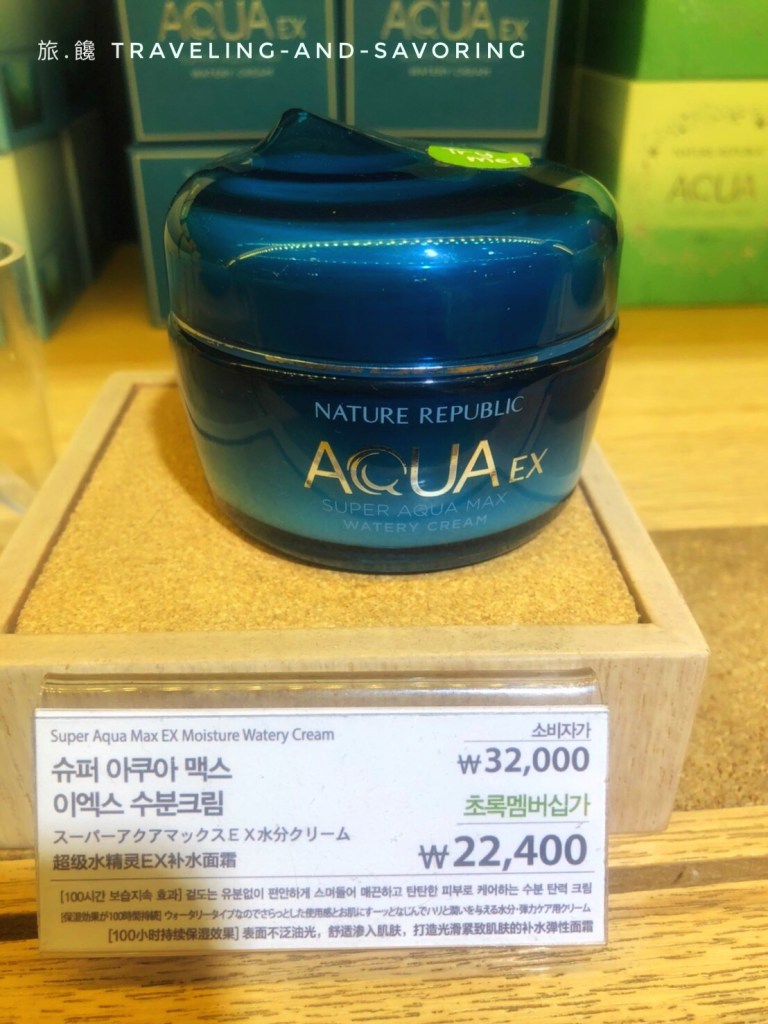 旅.饞 TRAVELING-AND-SAVORING
AQUA EX
WATERY CREAM
AQUA EX
WATERY CREAM
NATURE REPUBLIC
AQUA
Try me!
NATURE REPUBLIC
AQUA EX
SUPER AQUA MAX
WATERY CREAM
Super Aqua Max EX Moisture Watery Cream
슈퍼 아쿠아 맥스
이엑스 수분크림
スーパーアクアマックスEX水分クリーム
超级水精灵EX补水面霜
소비자가
₩32,000
초록멤버십가
₩22,400
[100시간 보습지속 효과] 겉도는 유분없이 편안하게 스며들어 매끈하고 탄탄한 피부로 케어하는 수분 탄력 크림
[保湿効果が100時間持続] ウォータリータイプなのでさらっとした使用感とお肌にすーッとなじんでハリと潤いを与える水分・弾力ケア用クリーム
[100小时持续保湿效果] 表面不泛油光，舒适渗入肌肤，打造光滑紧致肌肤的补水弹性面霜